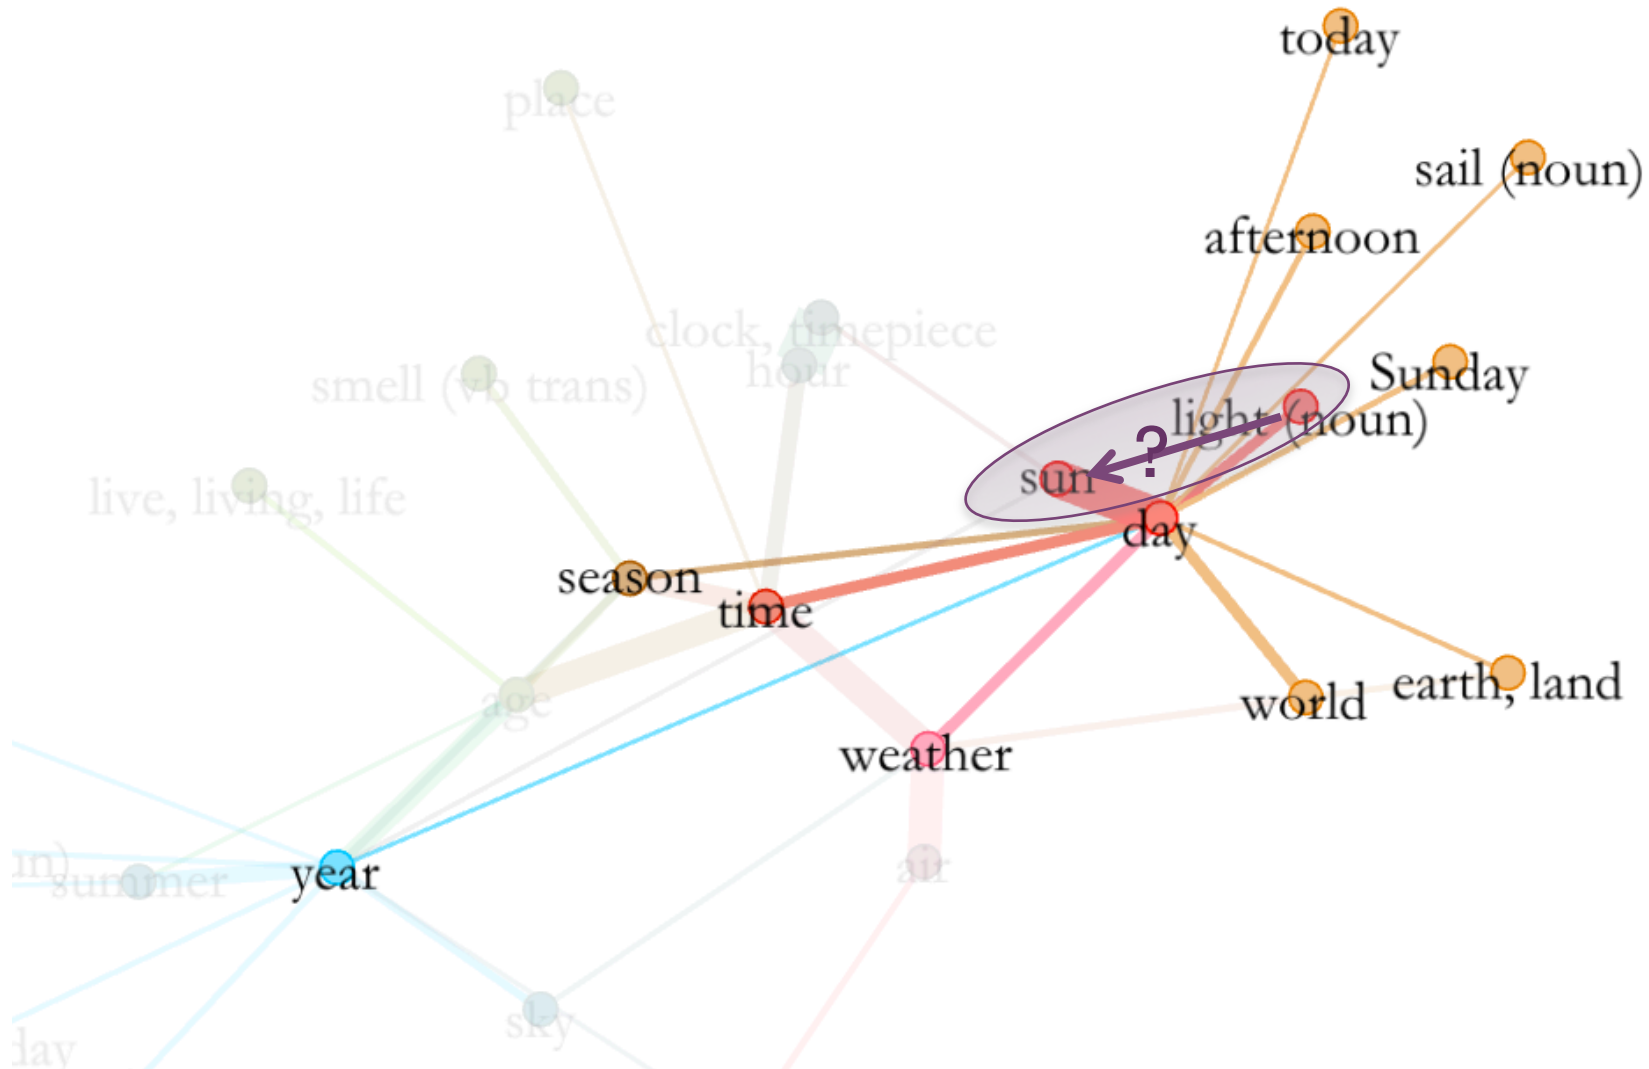 today
place
sail (noun)
afternoon
clock, timepiece
hour
smell (vb trans)
Sunday
light (noun)
?
sun
live, living, life
day
season
time
age
earth, land
world
weather
year
summer
air
sky